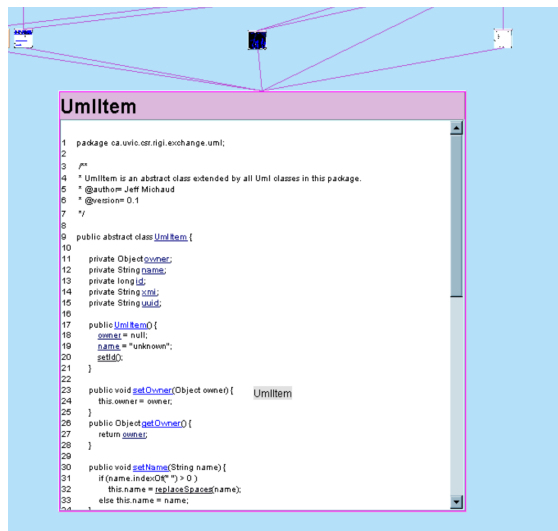 UmlItem
1 package ca.uvic.csr.rigi.exchange.uml;
2
3 /**
4 * UmlItem is an abstract class extended by all Uml classes in this package.
5 * @author= Jeff Michaud
6 * @version= 0.1
7 */
8
9 public abstract class UmlItem {
10
11 private Object owner;
12 private String name;
13 private long id;
14 private String xmi;
15 private String uuid;
16
17 public UmlItem() {
18 owner = null;
19 name = "unknown";
20 setId();
21 }
22
23 public void setOwner(Object owner) {
UmlItem
24 this.owner = owner;
25 }
26 public Object getOwner() {
27 return owner;
28 }
29
30 public void setName(String name) {
31 if (name.indexOf(" ") > 0 )
32 this.name = replaceSpaces(name);
33 else this.name = name;